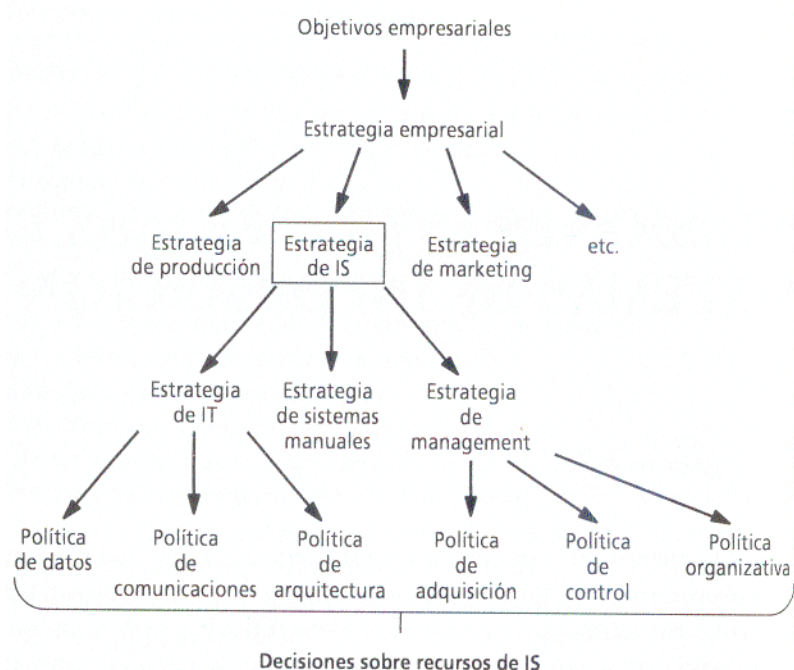 Objetivos empresariales
Estrategia empresarial
Estrategia
de producción
Estrategia
de IS
Estrategia
de marketing
etc.
Estrategia
de IT
Estrategia
de sistemas
manuales
Estrategia
de
management
Política
de datos
Política
de
comunicaciones
Política
de
arquitectura
Política
de
adquisición
Política
de
control
Política
organizativa
Decisiones sobre recursos de IS